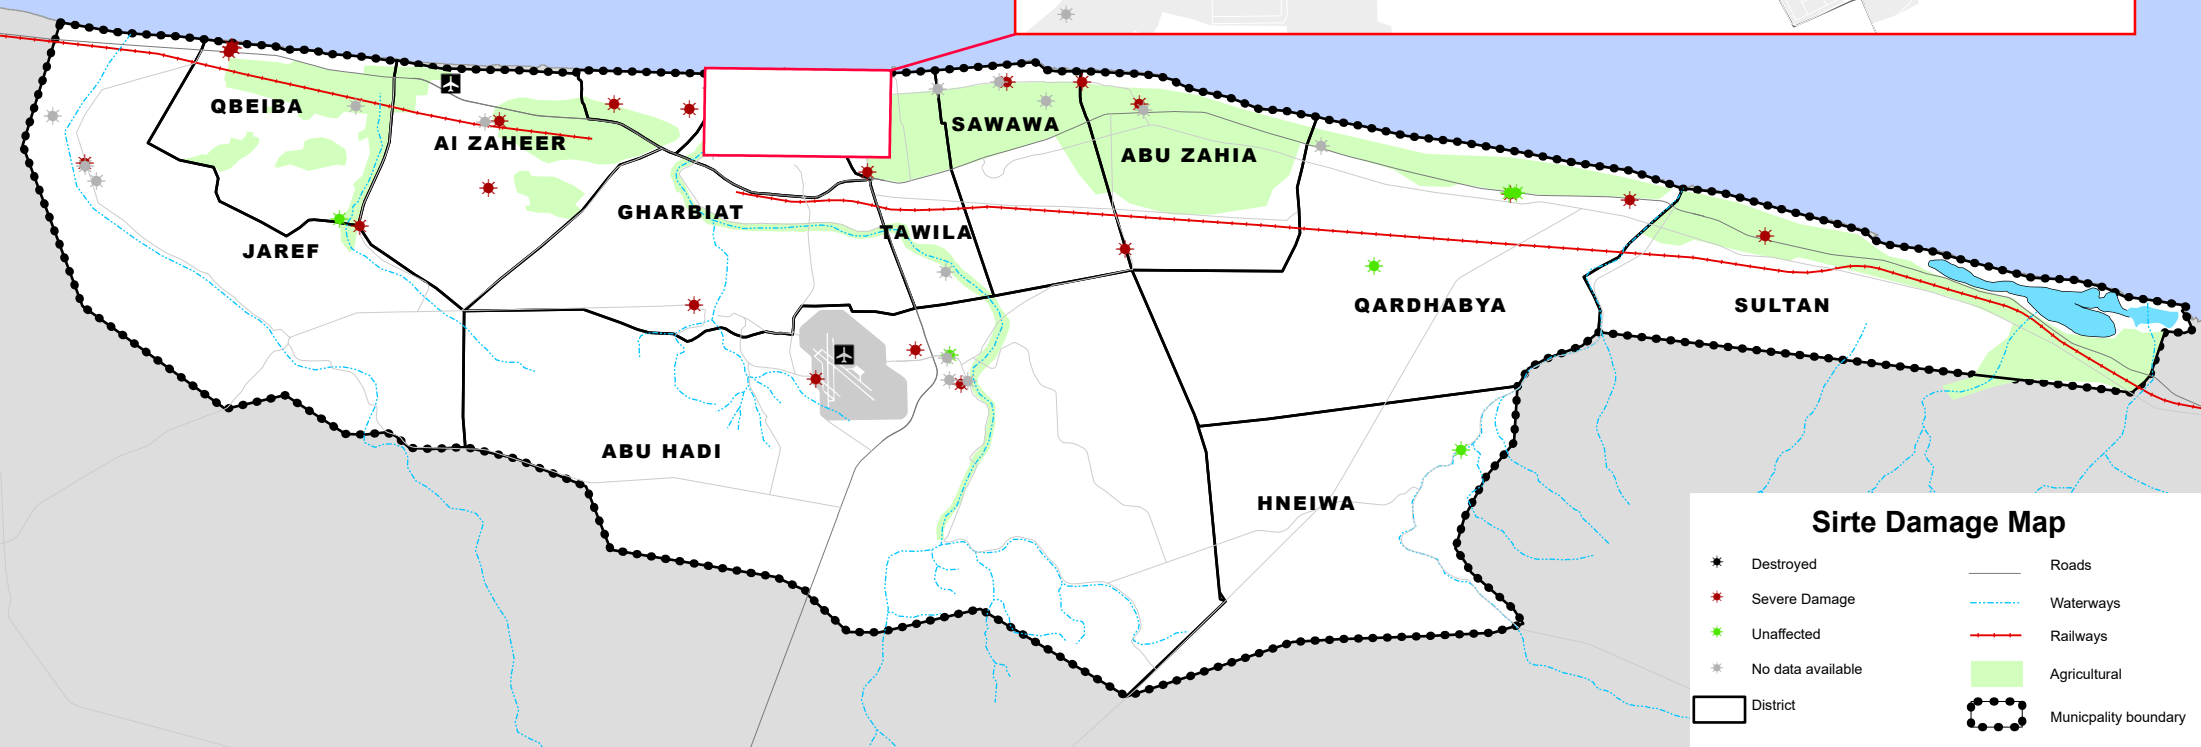 QBEIBA
AI ZAHEER
SAWAWA
ABU ZAHIA
GHARBIAT
TAWILA
JAREF
QARDHABYA
SULTAN
ABU HADI
HNEIWA
Sirte Damage Map
Destroyed
Severe Damage
Unaffected
No data available
District
Roads
Waterways
Railways
Agricultural
Municpality boundary